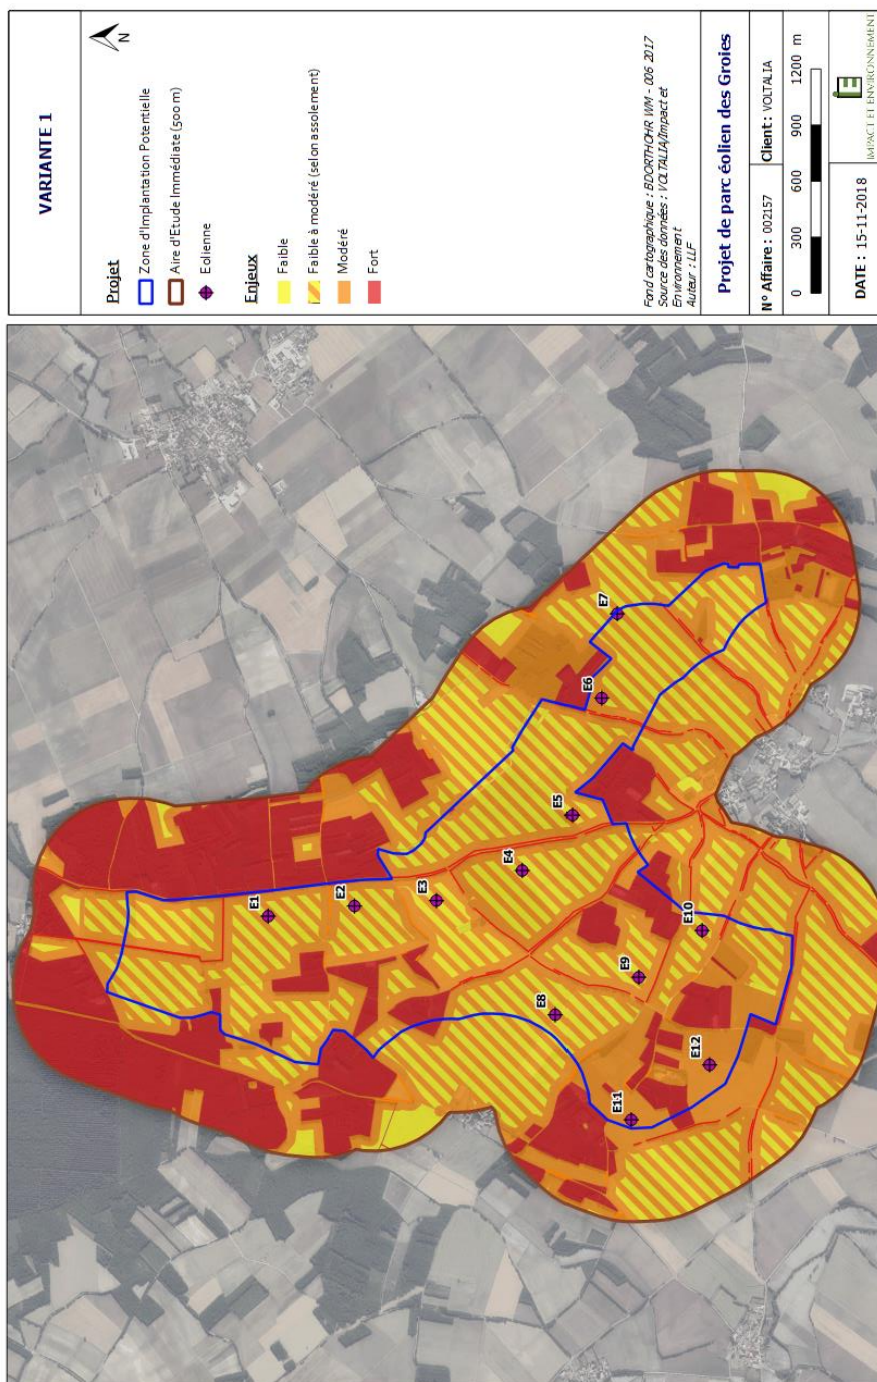 VARIANTE 1
N
Projet
Zone d'Implantation Potentielle
Aire d'Etude Immédiate (500 m)
Eolienne
Enjeux
Faible
Faible à modéré (selon assolement)
Modéré
Fort
Fond cartographique : BDORTHOHR WM - 006 2017
Source des données : VOLTALIA/Impact et
Environnement
Auteur : LLF
Projet de parc éolien des Groies
N° Affaire : 002157
Client : VOLTALIA
0 300 600 900 1200 m
DATE : 15-11-2018
IE
IMPACT ET ENVIRONNEMENT
E1
E2
E3
E4
E5
E6
E7
E8
E9
E10
E11
E12